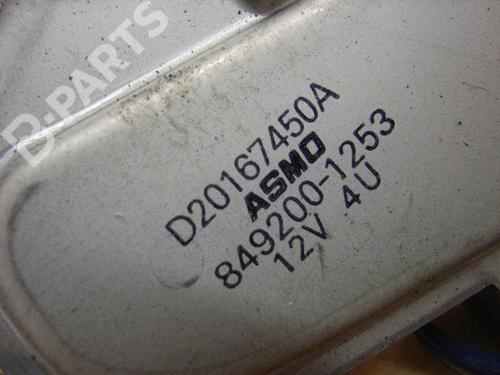 D-PARTS
D20167450A
ASMO
849200-1253
12V 4U